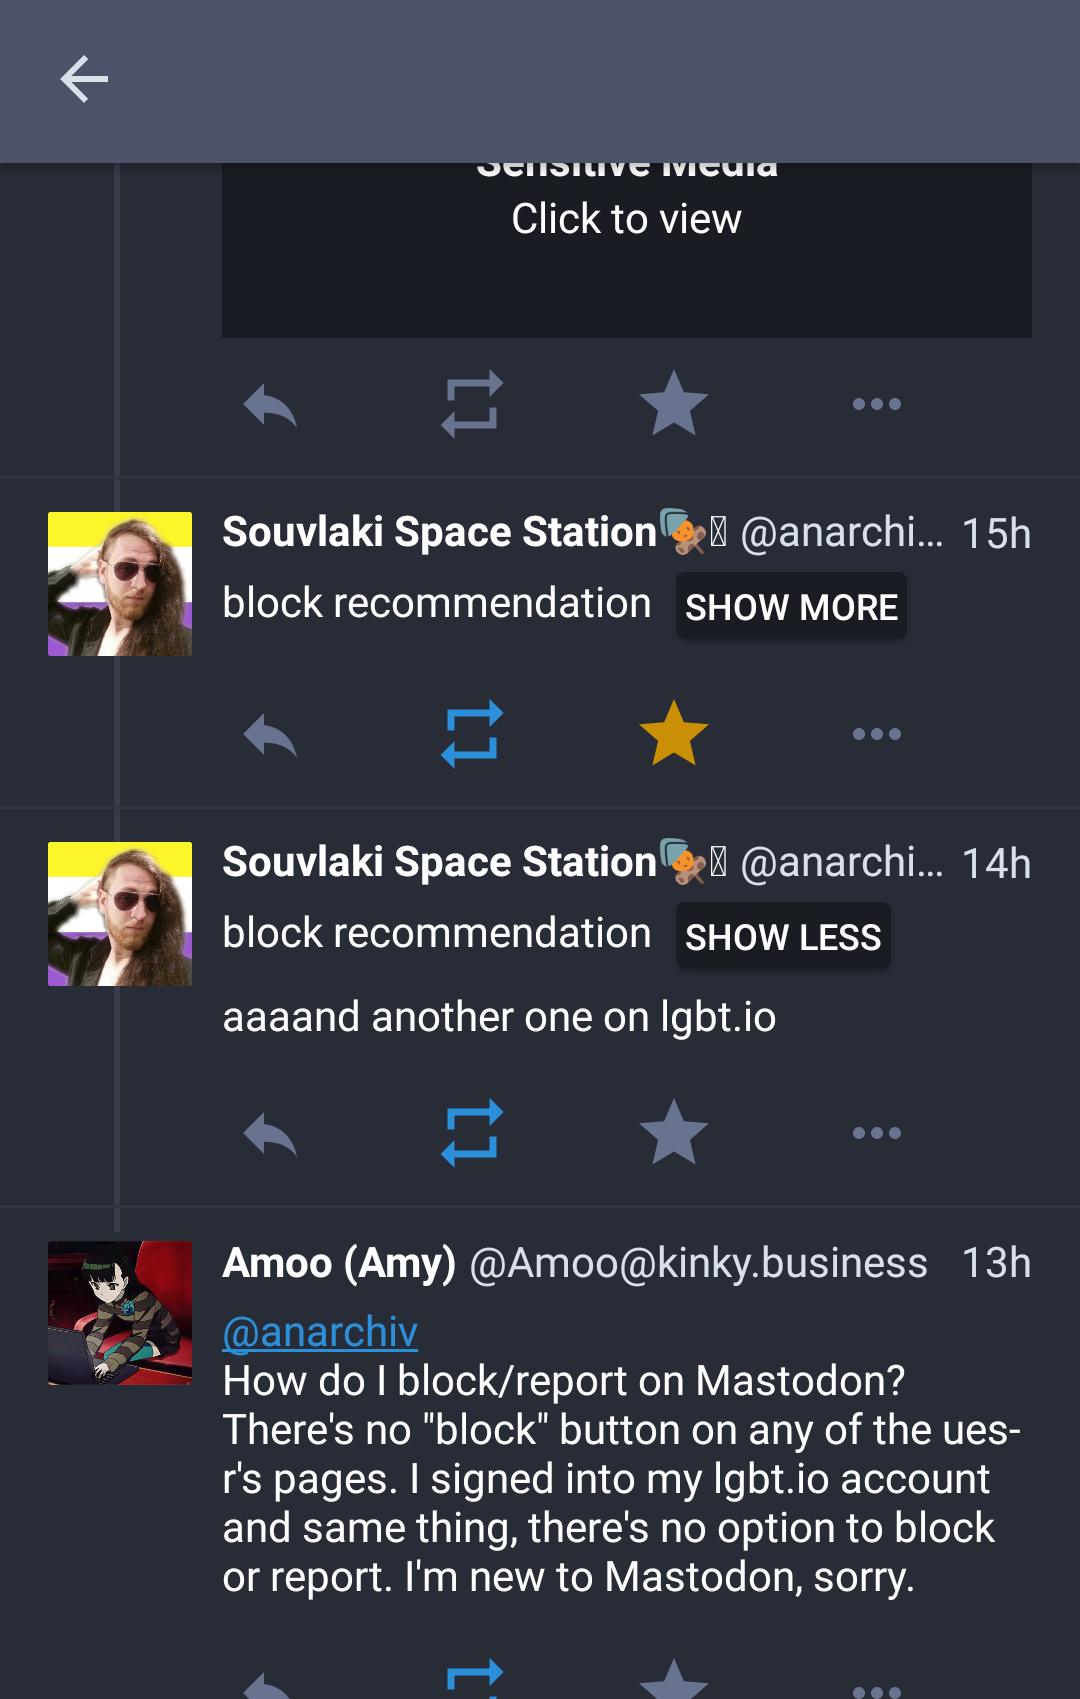 Sensitive Media
Click to view
Souvlaki Space Station @anarchi... 15h
block recommendation SHOW MORE
Souvlaki Space Station @anarchi... 14h
block recommendation SHOW LESS
aaaand another one on lgbt.io
Amoo (Amy) @Amoo@kinky.business 13h
@anarchiv
How do I block/report on Mastodon?
There's no "block" button on any of the ues-
r's pages. I signed into my lgbt.io account
and same thing, there's no option to block
or report. I'm new to Mastodon, sorry.